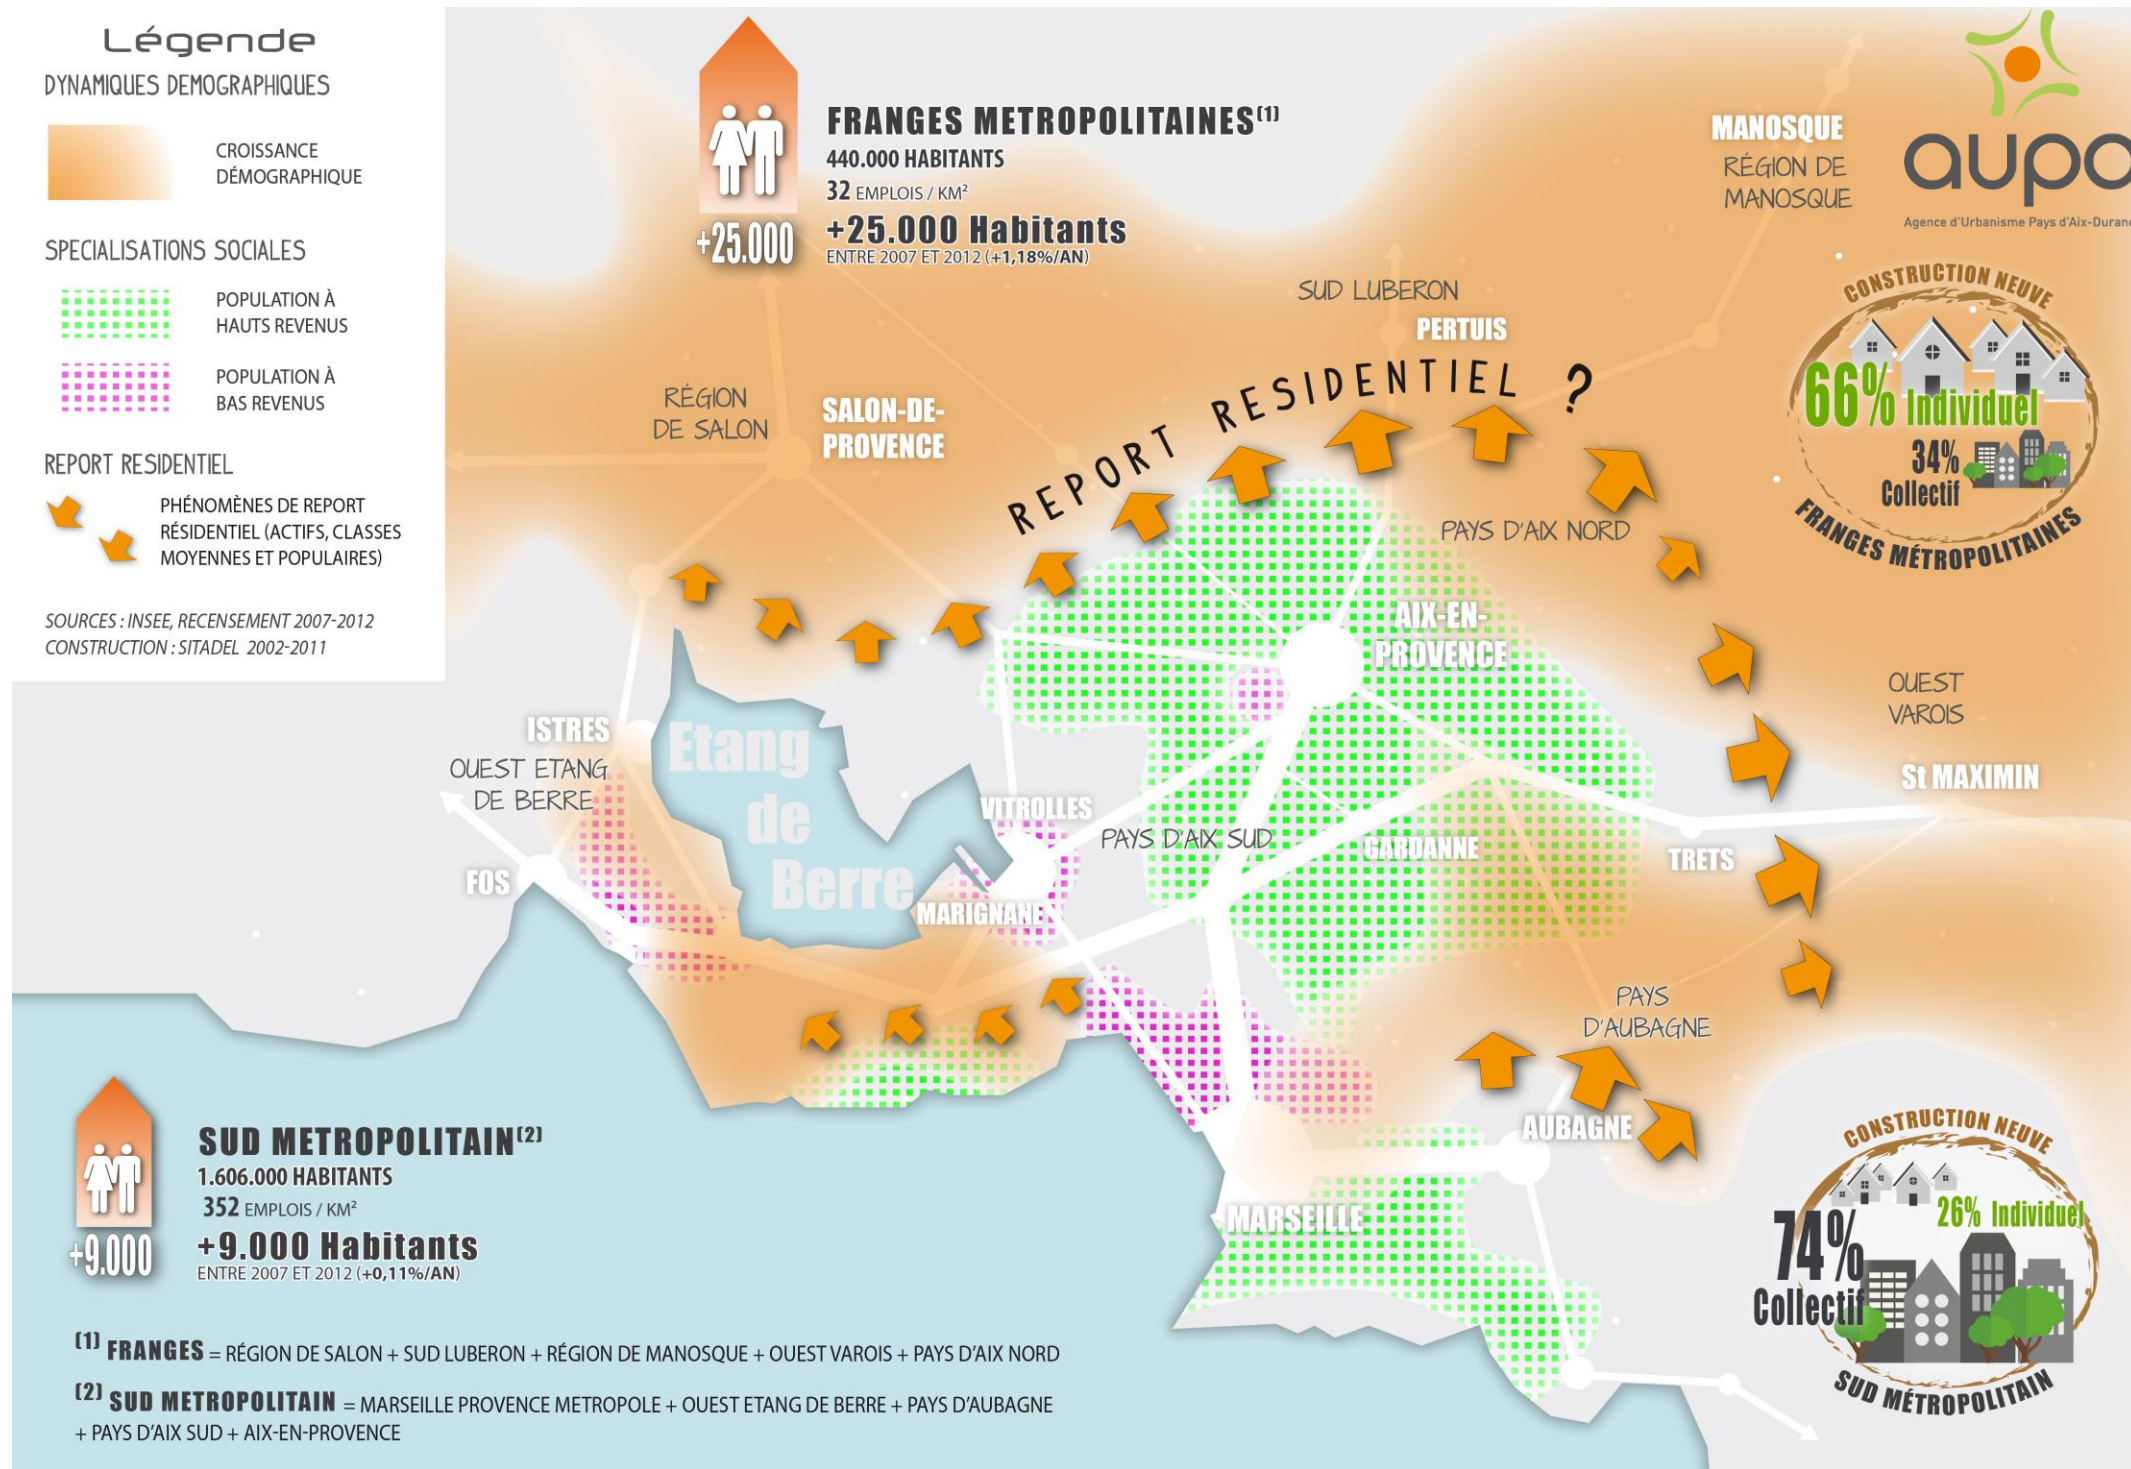 Légende
DYNAMIQUES DEMOGRAPHIQUES
CROISSANCE
DÉMOGRAPHIQUE
SPECIALISATIONS SOCIALES
POPULATION À
HAUTS REVENUS
POPULATION À
BAS REVENUS
REPORT RESIDENTIEL
PHÉNOMÈNES DE REPORT
RÉSIDENTIEL (ACTIFS, CLASSES
MOYENNES ET POPULAIRES)
SOURCES : INSEE, RECENSEMENT 2007-2012
CONSTRUCTION : SITADEL 2002-2011
+25.000
FRANGES METROPOLITAINES(1)
440.000 HABITANTS
32 EMPLOIS / KM²
+25.000 Habitants
ENTRE 2007 ET 2012 (+1,18%/AN)
MANOSQUE
RÉGION DE
MANOSQUE
aupa
Agence d'Urbanisme Pays d'Aix-Duran
CONSTRUCTION NEUVE
66% Individuel
34%
Collectif
FRANGES MÉTROPOLITAINES
SUD LUBERON
PERTUIS
REPORT RESIDENTIEL ?
RÉGION
DE SALON
SALON-DE-
PROVENCE
PAYS D'AIX NORD
AIX-EN-
PROVENCE
OUEST
VAROIS
St MAXIMIN
ISTRES
OUEST ETANG
DE BERRE
Etang
de
Berre
VITROLLES
PAYS D'AIX SUD
GARDANNE
TRETS
FOS
MARIGNANE
PAYS
D'AUBAGNE
AUBAGNE
MARSEILLE
+9.000
SUD METROPOLITAIN(2)
1.606.000 HABITANTS
352 EMPLOIS / KM²
+9.000 Habitants
ENTRE 2007 ET 2012 (+0,11%/AN)
CONSTRUCTION NEUVE
26% Individuel
74%
Collectif
SUD MÉTROPOLITAIN
(1) FRANGES = RÉGION DE SALON + SUD LUBERON + RÉGION DE MANOSQUE + OUEST VAROIS + PAYS D'AIX NORD
(2) SUD METROPOLITAIN = MARSEILLE PROVENCE METROPOLE + OUEST ETANG DE BERRE + PAYS D'AUBAGNE
+ PAYS D'AIX SUD + AIX-EN-PROVENCE